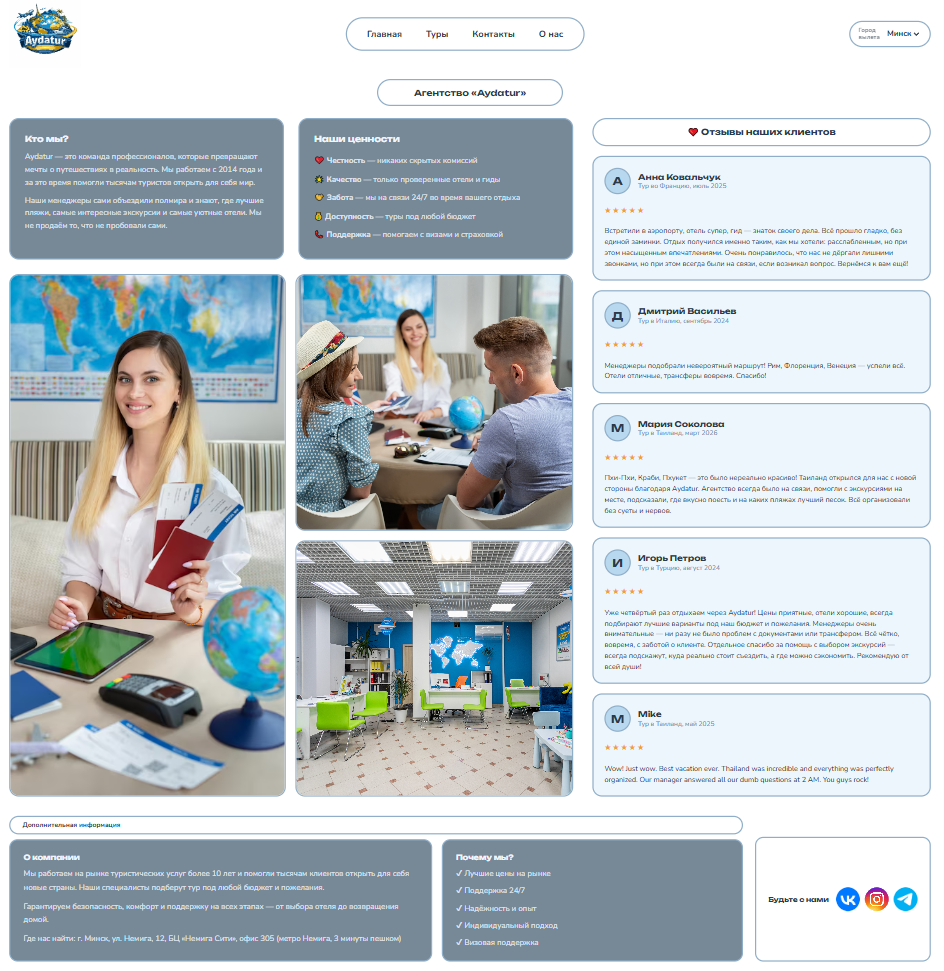 Aydatur
Главная
Туры
Контакты
О нас
Город
вылета
Минск
Агентство «Aydatur»
Кто мы?
Aydatur — это команда профессионалов, которые превращают
мечты о путешествиях в реальность. Мы работаем с 2014 года и
за это время помогли тысячам туристов открыть для себя мир.
Наши менеджеры сами объездили полмира и знают, где лучшие
пляжи, самые интересные экскурсии и самые уютные отели. Мы
не продаём то, что не пробовали сами.
Наши ценности
❤️ Честность — никаких скрытых комиссий
Качество — только проверенные отели и гиды
Забота — мы на связи 24/7 во время вашего отдыха
Доступность — туры под любой бюджет
Поддержка — помогаем с визами и страховкой
❤️ Отзывы наших клиентов
А
Анна Ковальчук
Тур во Францию, июль 2025
★★★★★
Встретили в аэропорту, отель супер, гид — знаток своего дела. Всё прошло гладко, без
единой заминки. Отдых получился именно таким, как мы хотели: расслабленным, но при
этом насыщенным впечатлениями. Очень понравилось, что нас не дёргали лишними
звонками, но при этом всегда были на связи, если возникал вопрос. Вернёмся к вам ещё!
Д
Дмитрий Васильев
Тур в Италию, сентябрь 2024
★★★★★
Менеджеры подобрали невероятный маршрут! Рим, Флоренция, Венеция — успели всё.
Отели отличные, трансферы вовремя. Спасибо!
М
Мария Соколова
Тур в Таиланд, март 2026
★★★★★
Пхи-Пхи, Краби, Пхукет — это было нереально красиво! Таиланд открылся для нас с новой
стороны благодаря Aydatur. Агентство всегда было на связи, помогли с экскурсиями на
месте, подсказали, где вкусно поесть и на каких пляжах лучший песок. Всё организовали
без суеты и нервов.
И
Игорь Петров
Тур в Турцию, август 2024
★★★★★
Уже четвёртый раз отдыхаем через Aydatur! Цены приятные, отели хорошие, всегда
подбирают лучшие варианты под наш бюджет и пожелания. Менеджеры очень
внимательные — ни разу не было проблем с документами или трансфером. Всё чётко,
вовремя, с заботой о клиенте. Отдельное спасибо за помощь с выбором экскурсий —
всегда подскажут, куда реально стоит съездить, а где можно сэкономить. Рекомендую от
всей души!
M
Mike
Тур в Таиланд, май 2025
★★★★★
Wow! Just wow. Best vacation ever. Thailand was incredible and everything was perfectly
organized. Our manager answered all our dumb questions at 2 AM. You guys rock!
Дополнительная информация
О компании
Мы работаем на рынке туристических услуг более 10 лет и помогли тысячам клиентов открыть для себя
новые страны. Наши специалисты подберут тур под любой бюджет и пожелания.
Гарантируем безопасность, комфорт и поддержку на всех этапах — от выбора отеля до возвращения
домой.
Где нас найти: г. Минск, ул. Немига, 12, БЦ «Немига Сити», офис 305 (метро Немига, 3 минуты пешком)
Почему мы?
✓ Лучшие цены на рынке
✓ Поддержка 24/7
✓ Надёжность и опыт
✓ Индивидуальный подход
✓ Визовая поддержка
Будьте с нами